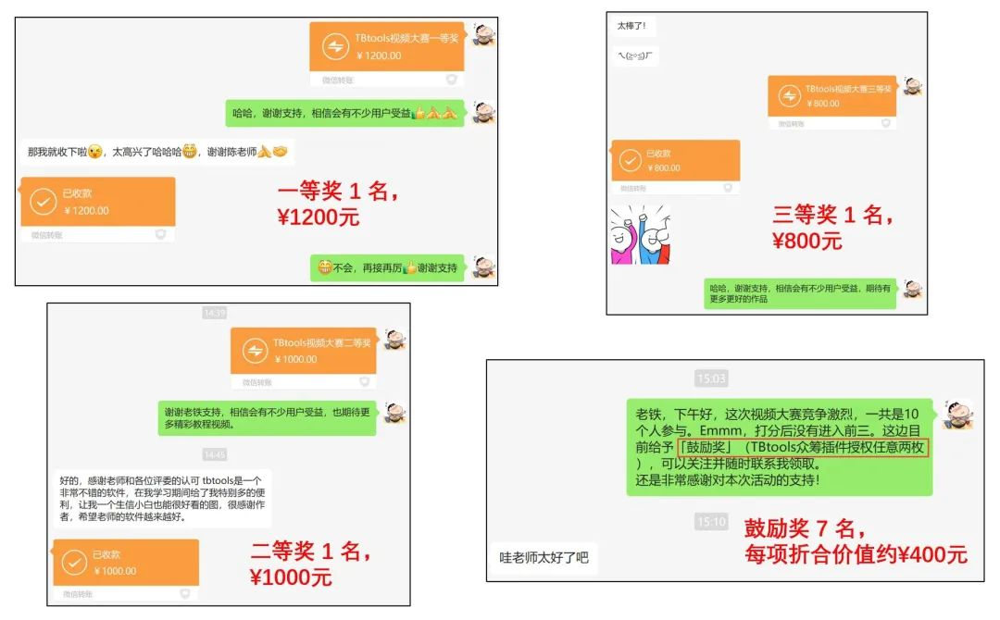 TBtools视频大赛一等奖
¥1200.00
微信转账
哈哈，谢谢支持，相信会有不少用户受益
那我就收下啦，太高兴了哈哈哈，谢谢陈老师
已收款
¥1200.00
微信转账
一等奖 1 名，
¥1200元
不会，再接再厉谢谢支持
太棒了！
ヘ(≧▽≦)厂
TBtools视频大赛三等奖
¥800.00
微信转账
已收款
¥800.00
微信转账
三等奖 1 名，
¥800元
哈哈，谢谢支持，相信会有不少用户受益，期待有
更多更好的作品
14:39
TBtools视频大赛二等奖
¥1000.00
微信转账
谢谢老铁支持，相信会有不少用户受益，也期待更
多精彩教程视频。
14:45
好的，感谢老师和各位评委的认可 tbtools是一个
非常不错的软件，在我学习期间给了我特别多的便
利，让我一个生信小白也能很好看的图，很感谢作
者，希望老师的软件越来越好。
已收款
¥1000.00
微信转账
二等奖 1 名，
¥1000元
15:03
老铁，下午好，这次视频大赛竞争激烈，一共是10
个人参与。Emmm，打分后没有进入前三。这边目
前给予「鼓励奖」（TBtools众筹插件授权任意两枚
），可以关注并随时联系我领取。
还是非常感谢对本次活动的支持！
15:10
哇老师太好了吧
鼓励奖 7 名，
每项折合价值约¥400元